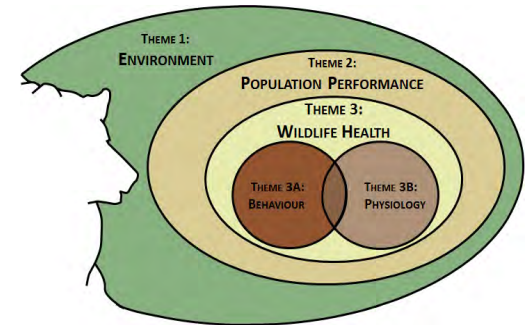 THEME 1:
ENVIRONMENT
THEME 2:
POPULATION PERFORMANCE
THEME 3:
WILDLIFE HEALTH
THEME 3A:
BEHAVIOUR
THEME 3B:
PHYSIOLOGY